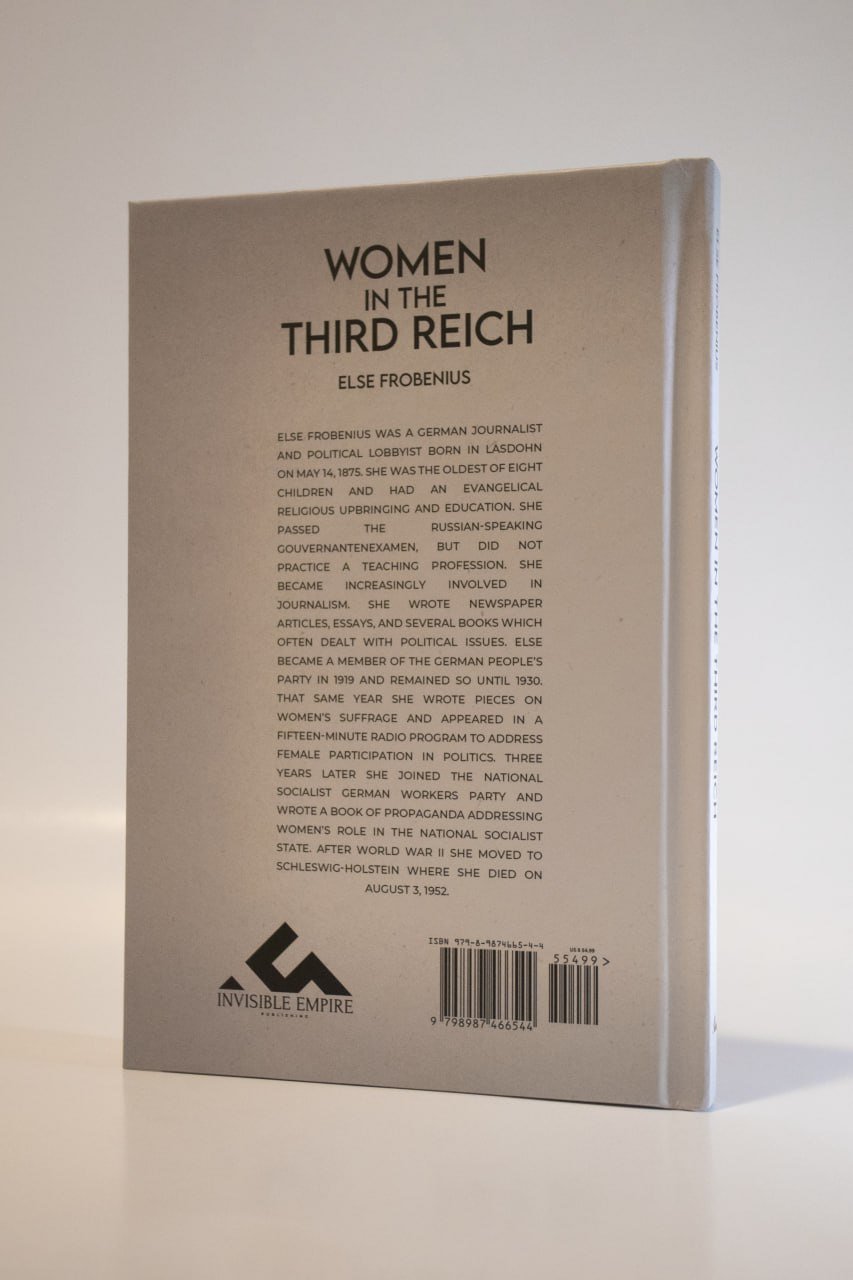 WOMEN
IN THE
THIRD REICH
ELSE FROBENIUS
ELSE FROBENIUS WAS A GERMAN JOURNALIST
AND POLITICAL LOBBYIST BORN IN LASDOHN
ON MAY 14, 1875. SHE WAS THE OLDEST OF EIGHT
CHILDREN AND HAD AN EVANGELICAL
RELIGIOUS UPBRINGING AND EDUCATION. SHE
PASSED THE RUSSIAN-SPEAKING
GOUVERNANTENEXAMEN, BUT DID NOT
PRACTICE A TEACHING PROFESSION. SHE
BECAME INCREASINGLY INVOLVED IN
JOURNALISM. SHE WROTE NEWSPAPER
ARTICLES, ESSAYS, AND SEVERAL BOOKS WHICH
OFTEN DEALT WITH POLITICAL ISSUES. ELSE
BECAME A MEMBER OF THE GERMAN PEOPLE'S
PARTY IN 1919 AND REMAINED SO UNTIL 1930.
THAT SAME YEAR SHE WROTE PIECES ON
WOMEN'S SUFFRAGE AND APPEARED IN A
FIFTEEN-MINUTE RADIO PROGRAM TO ADDRESS
FEMALE PARTICIPATION IN POLITICS. THREE
YEARS LATER SHE JOINED THE NATIONAL
SOCIALIST GERMAN WORKERS PARTY AND
WROTE A BOOK OF PROPAGANDA ADDRESSING
WOMEN'S ROLE IN THE NATIONAL SOCIALIST
STATE. AFTER WORLD WAR II SHE MOVED TO
SCHLESWIG-HOLSTEIN WHERE SHE DIED ON
AUGUST 3, 1952.
INVISIBLE EMPIRE
PUBLISHING
ISBN 979-8-9874665-4-4
US $ 54.99
55499>
9 798987 466544
ELSE FROBENIUS
WOMEN IN THE THIRD REICH